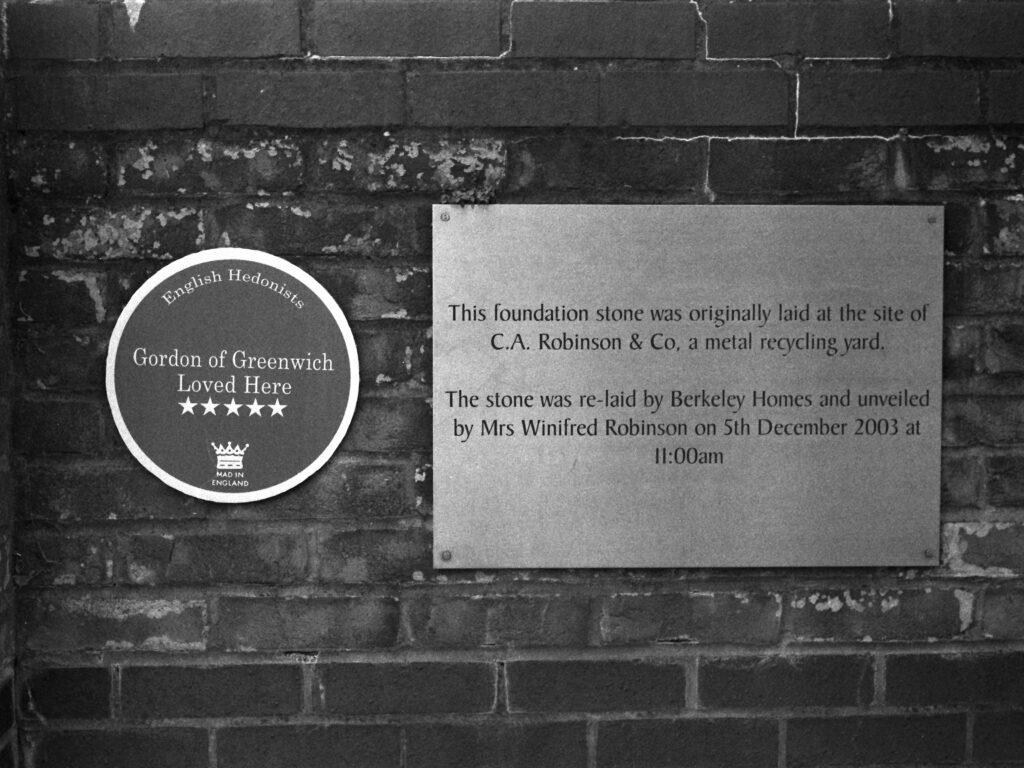 English Hedonists
Gordon of Greenwich
Loved Here
MADE IN
ENGLAND
This foundation stone was originally laid at the site of
C.A. Robinson & Co, a metal recycling yard.
The stone was re-laid by Berkeley Homes and unveiled
by Mrs Winifred Robinson on 5th December 2003 at
11:00am